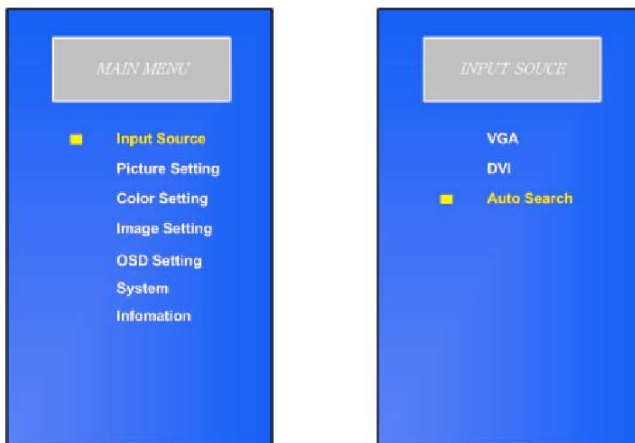 MAIN MENU
Input Source
Picture Setting
Color Setting
Image Setting
OSD Setting
System
Infomation
INPUT SOUCE
VGA
DVI
Auto Search